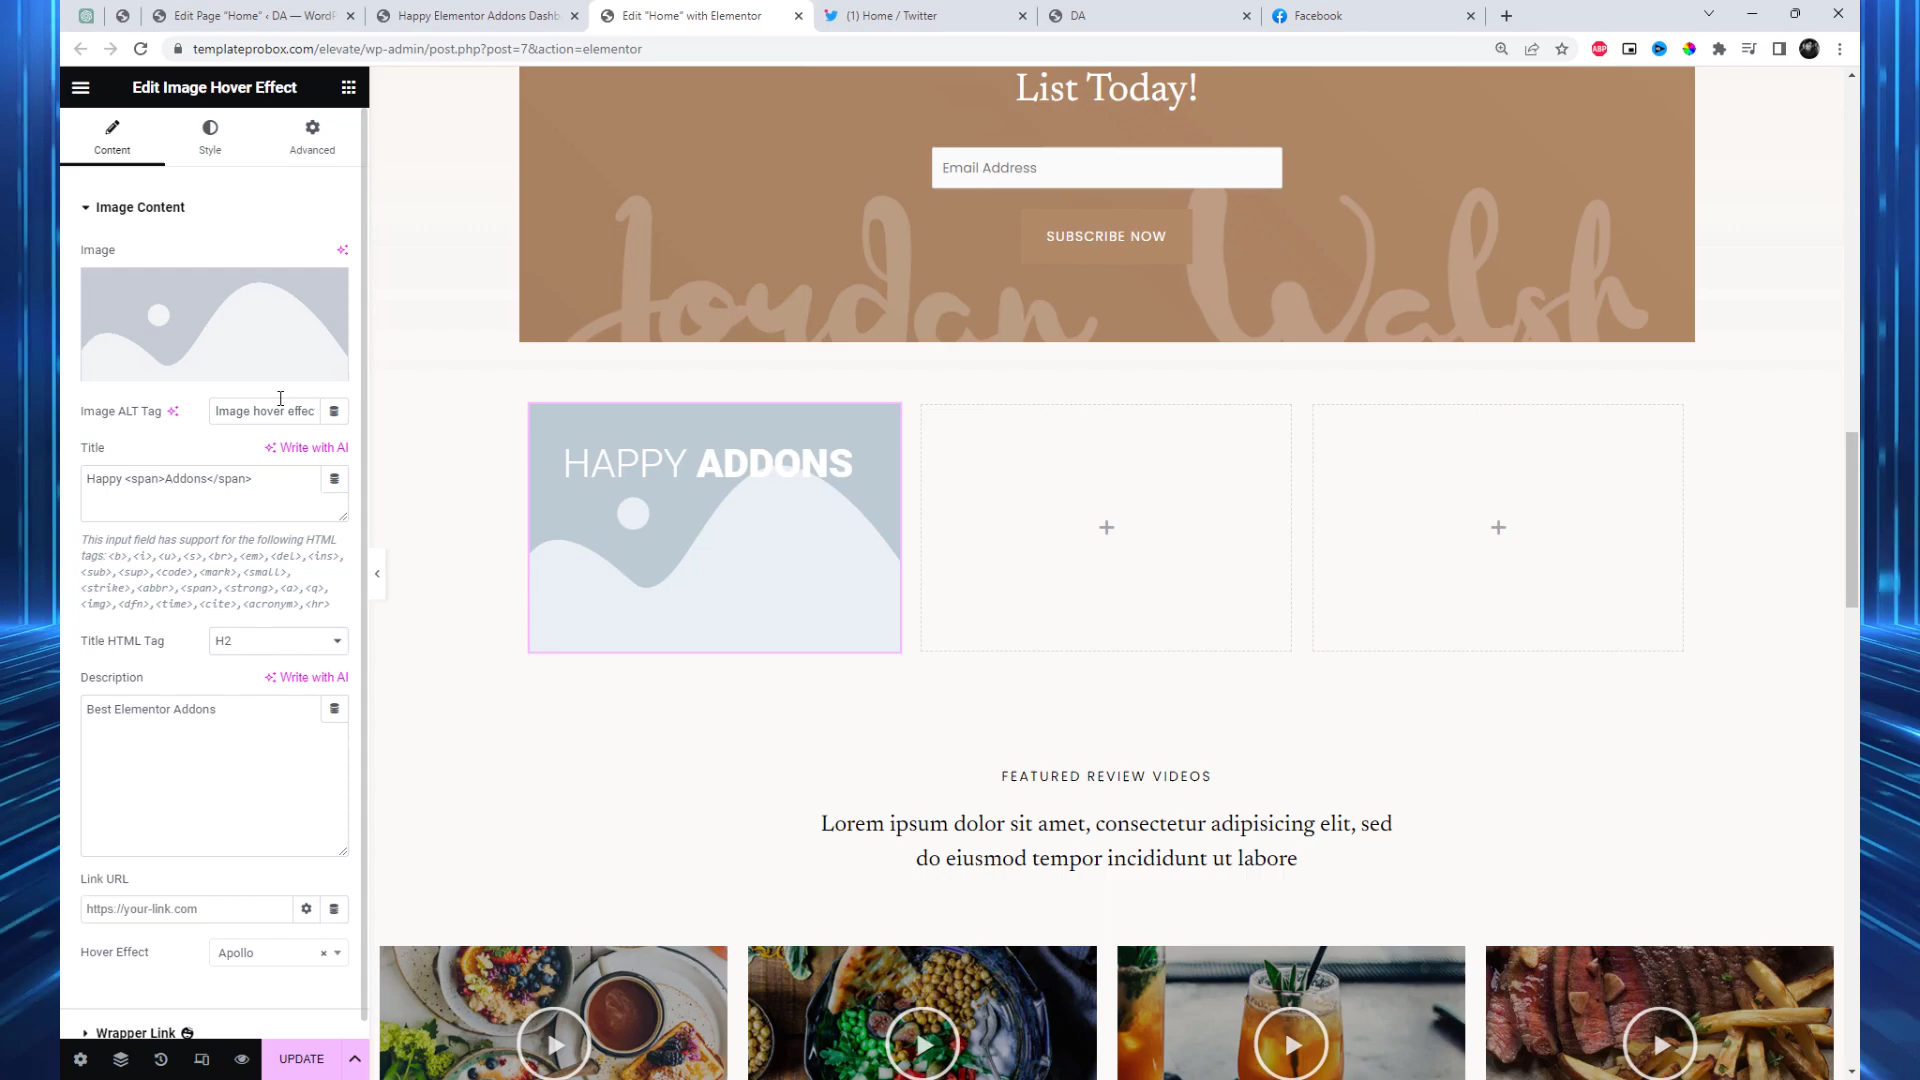 Edit Page "Home" ‹ DA — WordP
Happy Elementor Addons Dashb
Edit "Home" with Elementor
(1) Home / Twitter
DA
Facebook
templateprobox.com/elevate/wp-admin/post.php?post=7&action=elementor
ABP
Edit Image Hover Effect
Content
Style
Advanced
Image Content
Image
Image ALT Tag
Image hover effec
Title
Write with AI
Happy <span>Addons</span>
This input field has support for the following HTML
tags: <b>,<i>,<u>,<s>,<br>,<em>,<del>,<ins>,
<sub>,<sup>,<code>,<mark>,<small>,
<strike>,<abbr>,<span>,<strong>,<a>,<q>,
<img>,<dfn>,<time>,<cite>,<acronym>,<hr>
Title HTML Tag
H2
Description
Write with AI
Best Elementor Addons
Link URL
https://your-link.com
Hover Effect
Apollo
Wrapper Link
UPDATE
List Today!
Email Address
SUBSCRIBE NOW
Jordan Walsh
HAPPY ADDONS
FEATURED REVIEW VIDEOS
Lorem ipsum dolor sit amet, consectetur adipisicing elit, sed
do eiusmod tempor incididunt ut labore